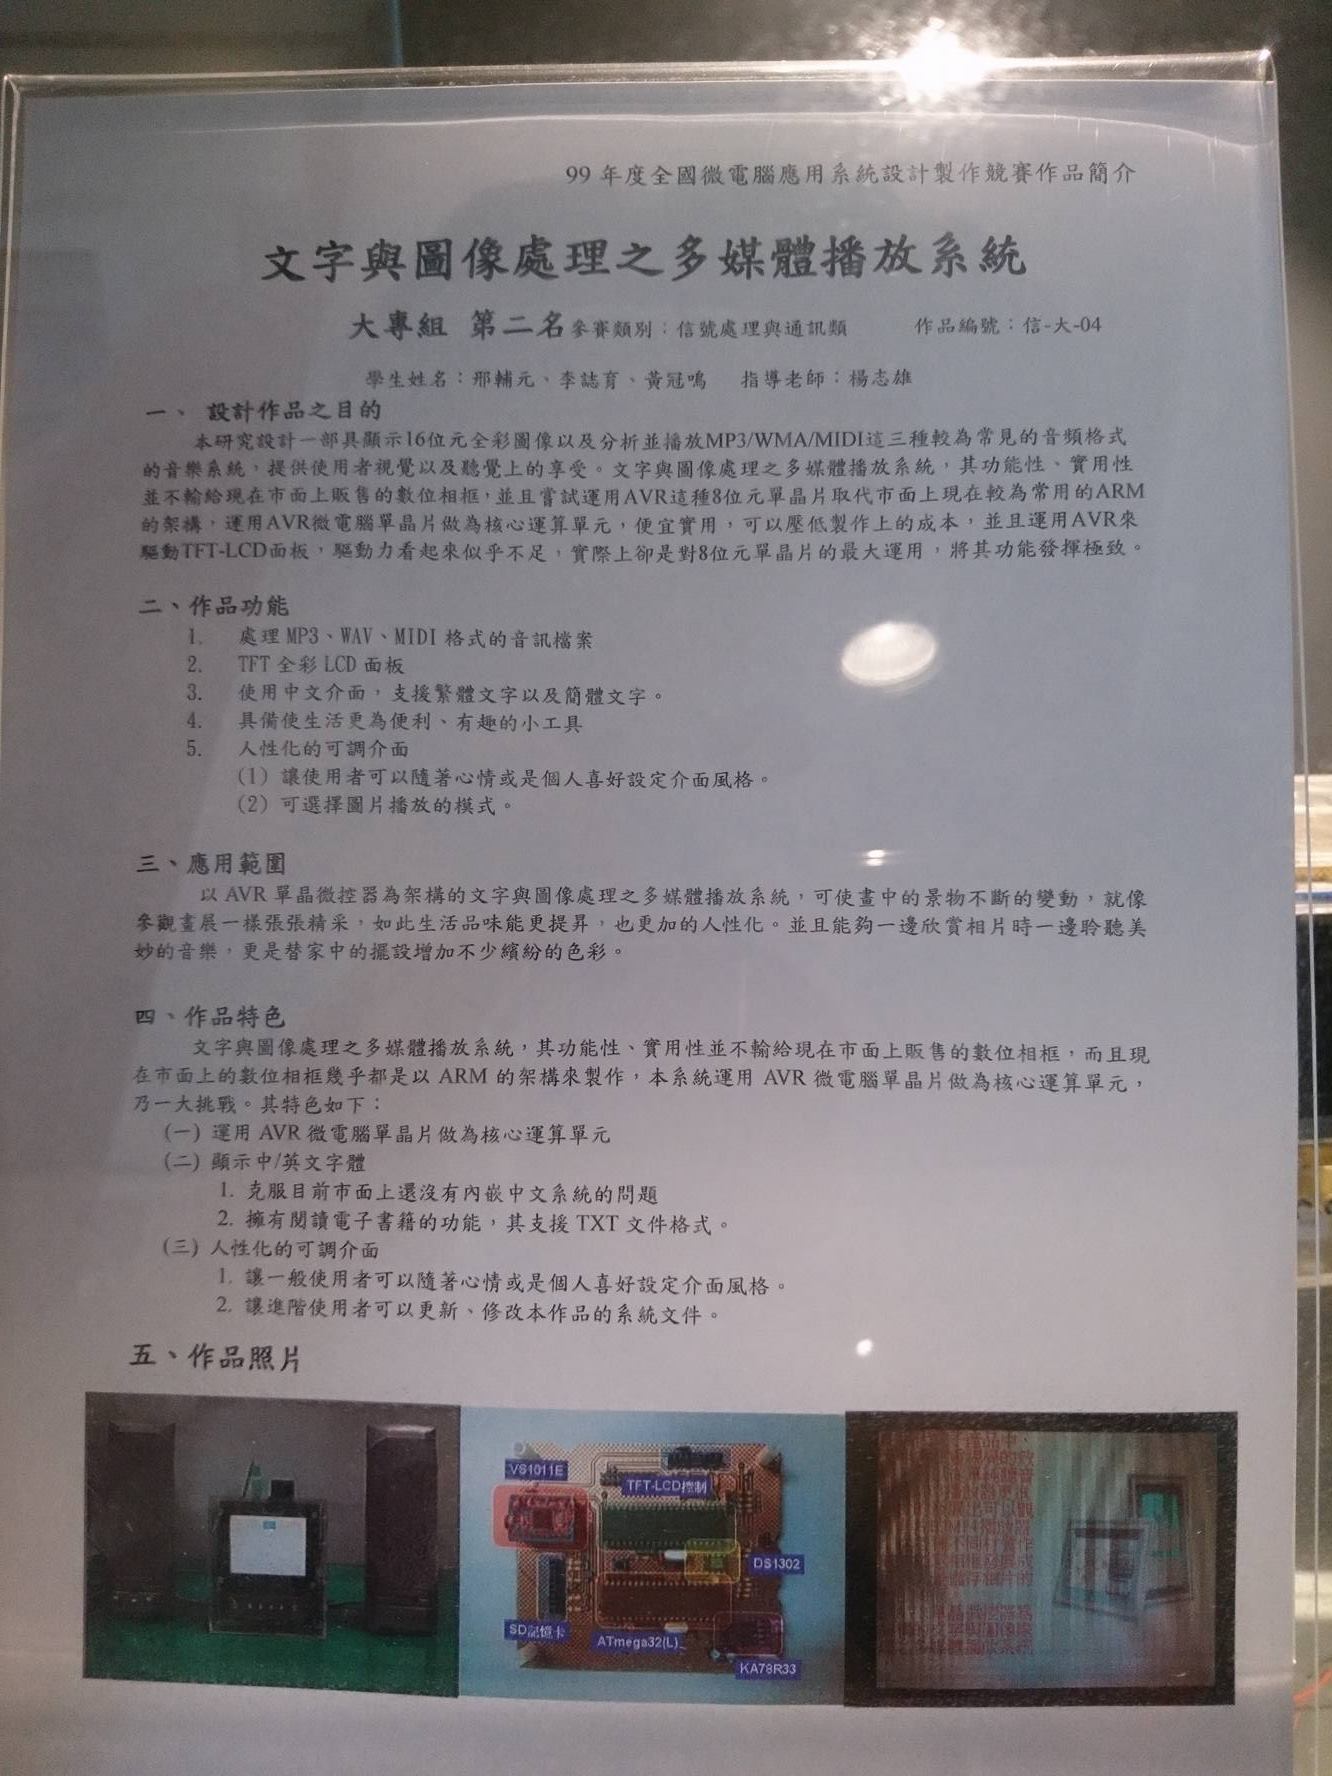 99 年度全國微電腦應用系統設計製作競賽作品簡介
文字與圖像處理之多媒體播放系統
大專組 第二名參賽類別：信號處理與通訊類 作品編號：信-大-04
學生姓名：邢輔元、李誌育、黃冠鳴 指導老師：楊志雄
一、 設計作品之目的
本研究設計一部具顯示16位元全彩圖像以及分析並播放MP3/WMA/MIDI這三種較為常見的音頻格式
的音樂系統，提供使用者視覺以及聽覺上的享受。文字與圖像處理之多媒體播放系統，其功能性、實用性
並不輸給現在市面上販售的數位相框，並且嘗試運用AVR這種8位元單晶片取代市面上現在較為常用的ARM
的架構，運用AVR微電腦單晶片做為核心運算單元，便宜實用，可以壓低製作上的成本，並且運用AVR來
驅動TFT-LCD面板，驅動力看起來似乎不足，實際上卻是對8位元單晶片的最大運用，將其功能發揮極致。
二、作品功能
1. 處理 MP3、WAV、MIDI 格式的音訊檔案
2. TFT 全彩 LCD 面板
3. 使用中文介面，支援繁體文字以及簡體文字。
4. 具備使生活更為便利、有趣的小工具
5. 人性化的可調介面
(1) 讓使用者可以隨著心情或是個人喜好設定介面風格。
(2) 可選擇圖片播放的模式。
三、應用範圍
以 AVR 單晶微控器為架構的文字與圖像處理之多媒體播放系統，可使畫中的景物不斷的變動，就像
參觀畫展一樣張張精采，如此生活品味能更提昇，也更加的人性化。並且能夠一邊欣賞相片時一邊聆聽美
妙的音樂，更是替家中的擺設增加不少繽紛的色彩。
四、作品特色
文字與圖像處理之多媒體播放系統，其功能性、實用性並不輸給現在市面上販售的數位相框，而且現
在市面上的數位相框幾乎都是以 ARM 的架構來製作，本系統運用 AVR 微電腦單晶片做為核心運算單元，
乃一大挑戰。其特色如下：
(一) 運用 AVR 微電腦單晶片做為核心運算單元
(二) 顯示中/英文字體
1. 克服目前市面上還沒有內嵌中文系統的問題
2. 擁有閱讀電子書籍的功能，其支援 TXT 文件格式。
(三) 人性化的可調介面
1. 讓一般使用者可以隨著心情或是個人喜好設定介面風格。
2. 讓進階使用者可以更新、修改本作品的系統文件。
五、作品照片
VS1011E
TFT-LCD控制
DS1302
SD記憶卡
ATmega32(L)
KA78R33